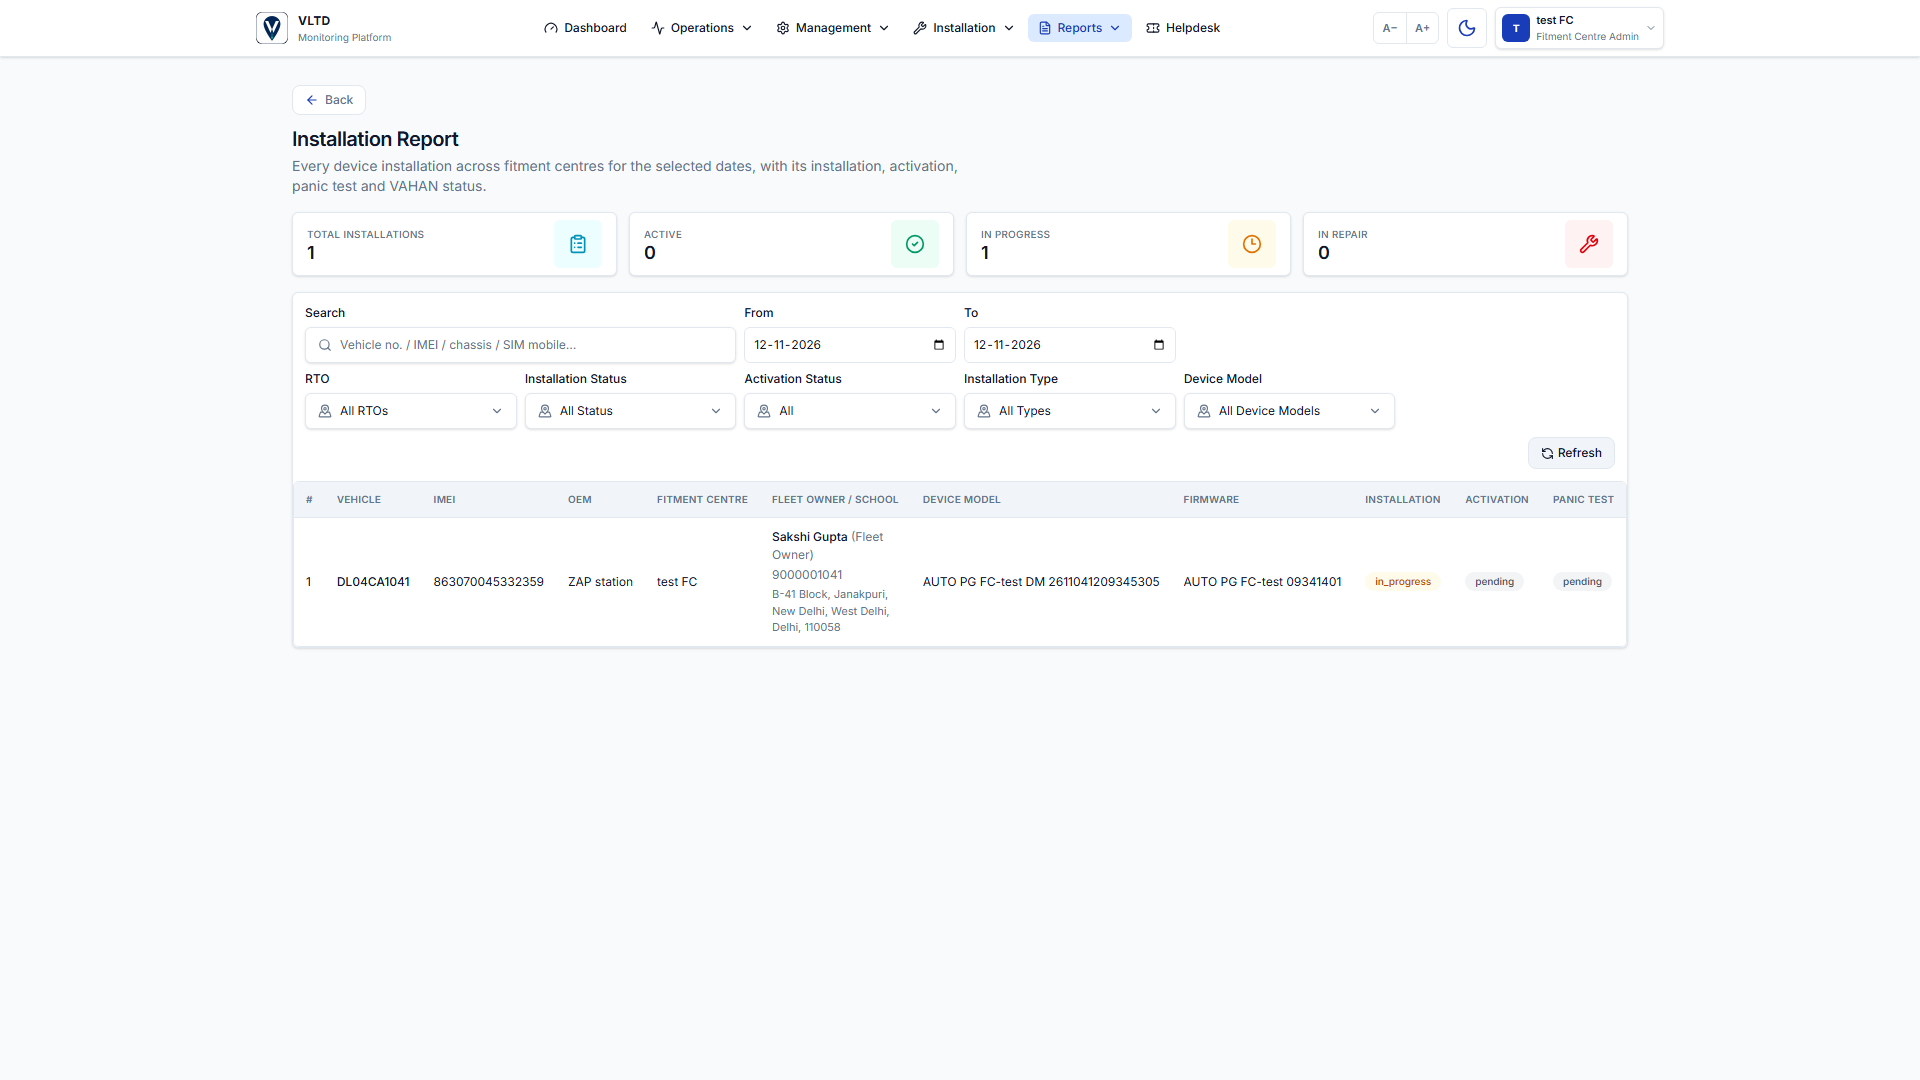 VLTD
Monitoring Platform
Dashboard
Operations
Management
Installation
Reports
Helpdesk
A−
A+
T
test FC
Fitment Centre Admin
Back
Installation Report
Every device installation across fitment centres for the selected dates, with its installation, activation,
panic test and VAHAN status.
TOTAL INSTALLATIONS
1
ACTIVE
0
IN PROGRESS
1
IN REPAIR
0
Search
From
To
Vehicle no. / IMEI / chassis / SIM mobile...
12-11-2026
12-11-2026
RTO
Installation Status
Activation Status
Installation Type
Device Model
All RTOs
All Status
All
All Types
All Device Models
Refresh
# VEHICLE IMEI OEM FITMENT CENTRE FLEET OWNER / SCHOOL DEVICE MODEL FIRMWARE INSTALLATION ACTIVATION PANIC TEST
1 DL04CA1041 863070045332359 ZAP station test FC
Sakshi Gupta (Fleet
Owner)
9000001041
B-41 Block, Janakpuri,
New Delhi, West Delhi,
Delhi, 110058
AUTO PG FC-test DM 2611041209345305 AUTO PG FC-test 09341401 in_progress pending pending